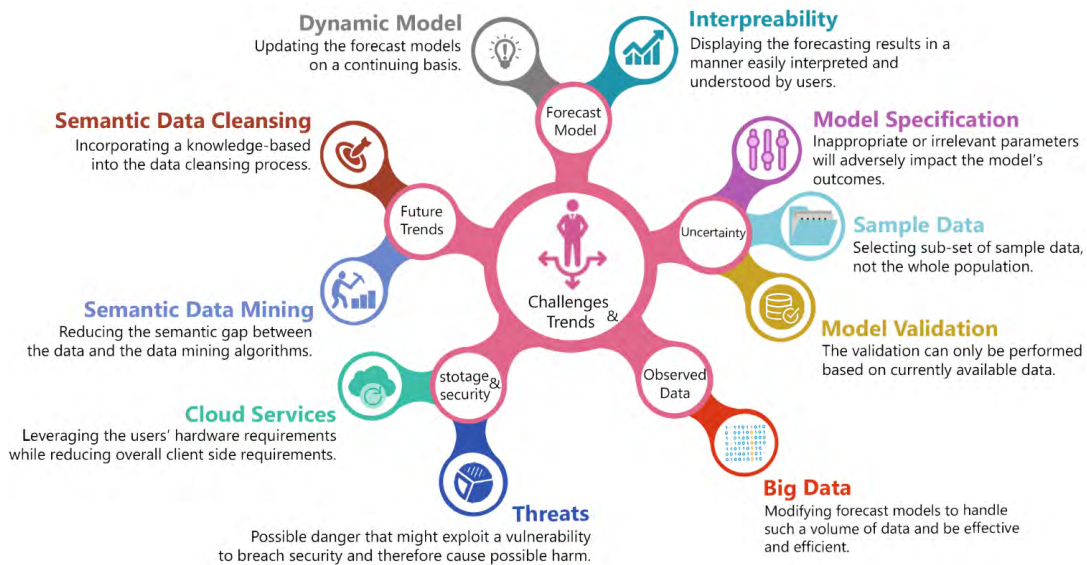 Dynamic Model
Updating the forecast models
on a continuing basis.
Interpreability
Displaying the forecasting results in a
manner easily interpreted and
understood by users.
Forecast
Model
Semantic Data Cleansing
Incorporating a knowledge-based
into the data cleansing process.
Model Specification
Inappropriate or irrelevant parameters
will adversely impact the model's
outcomes.
Future
Trends
Uncertainty
Sample Data
Selecting sub-set of sample data,
not the whole population.
Semantic Data Mining
Reducing the semantic gap between
the data and the data mining algorithms.
Challenges &
Trends
Model Validation
The validation can only be performed
based on currently available data.
stotage &
security
Observed
Data
Cloud Services
Leveraging the users' hardware requirements
while reducing overall client side requirements.
Big Data
Modifying forecast models to handle
such a volume of data and be effective
and efficient.
Threats
Possible danger that might exploit a vulnerability
to breach security and therefore cause possible harm.